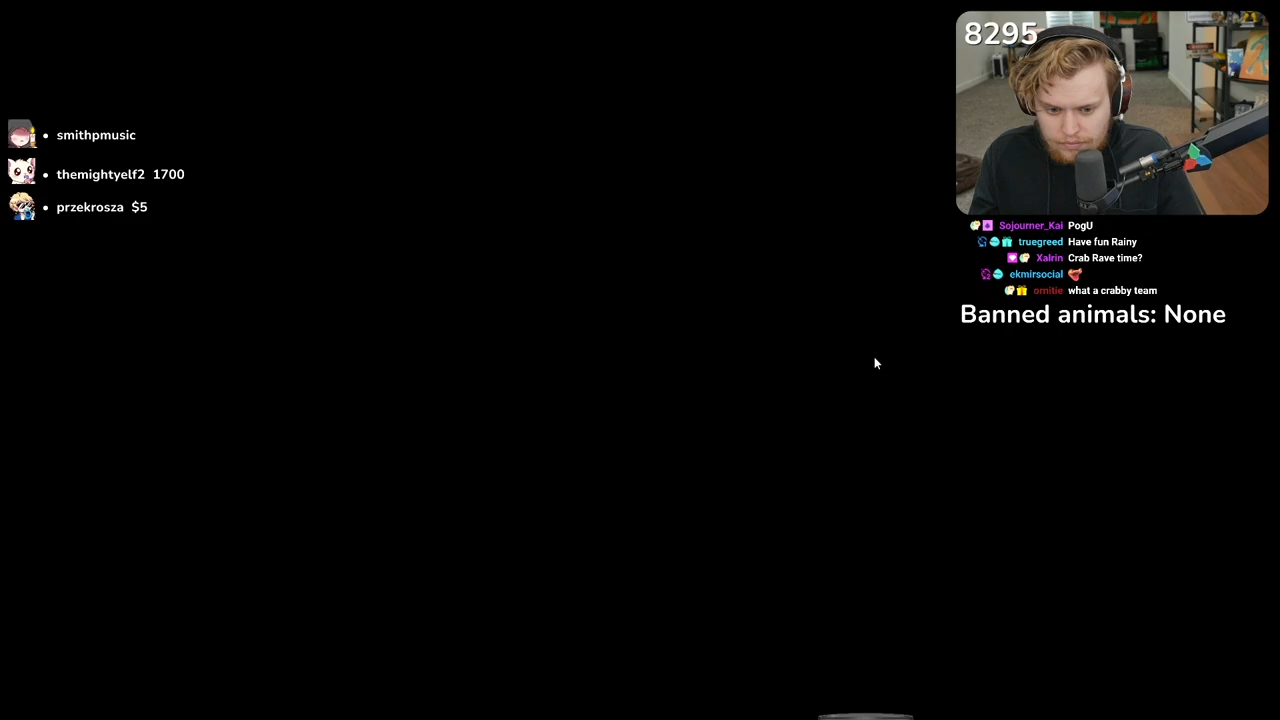 8295
smithpmusic
themightyelf2 1700
przekrosza $5
Sojourner_Kai PogU
truegreed Have fun Rainy
Xalrin Crab Rave time?
ekmirsocial
ornitie what a crabby team
Banned animals: None